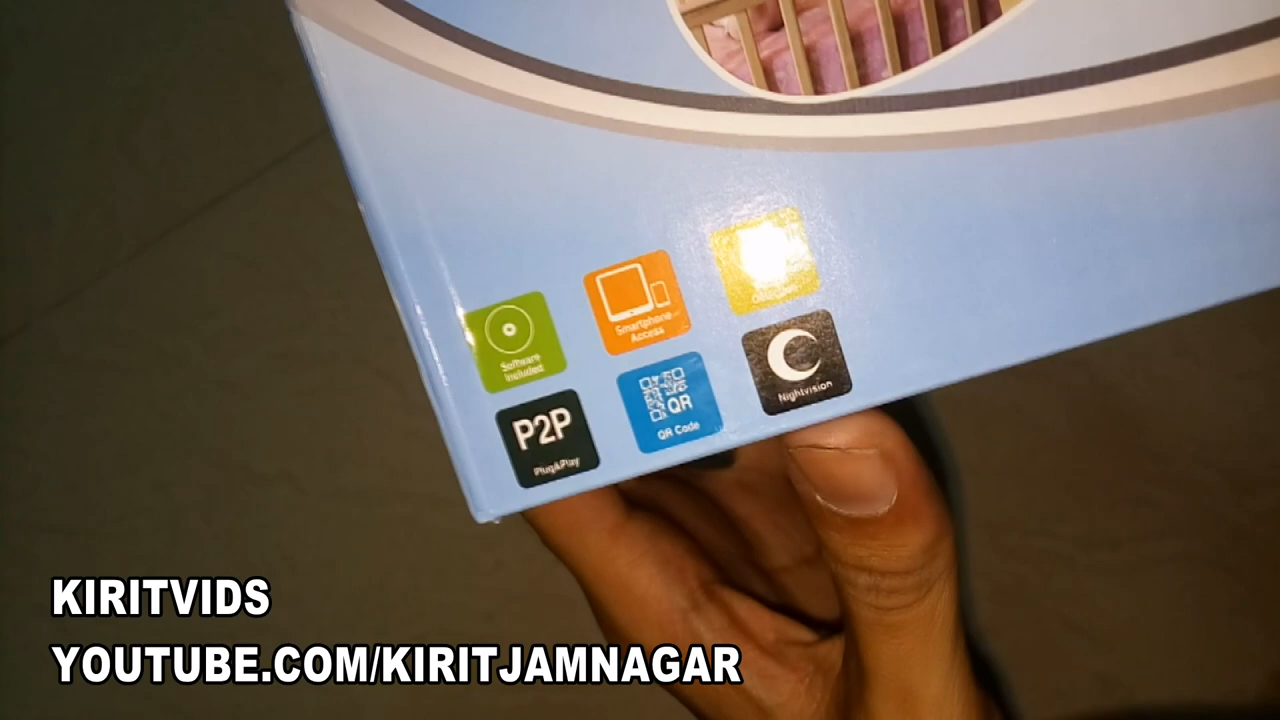 Software
Included
Smartphone
Access
P2P
Plug&Play
QR
QR Code
Nightvision
KIRITVIDS
YOUTUBE.COM/KIRITJAMNAGAR